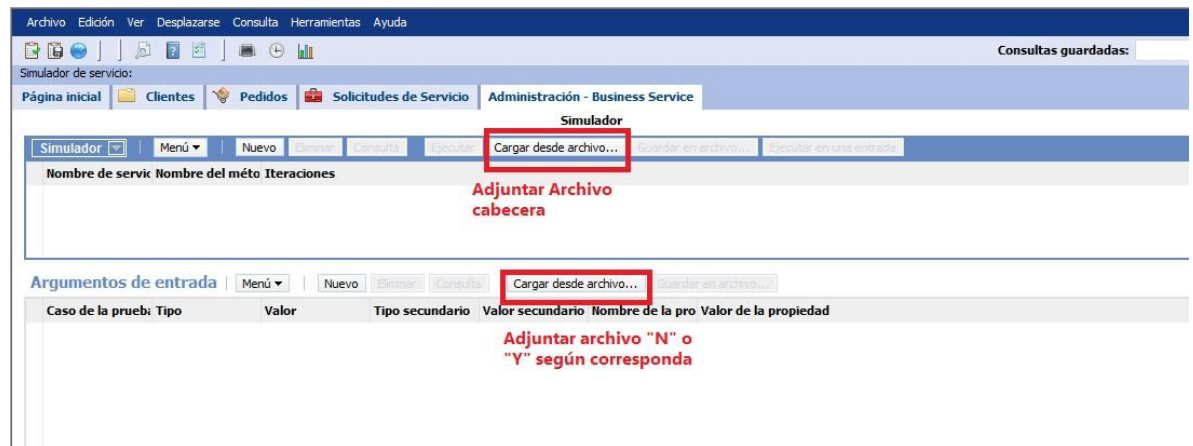 Archivo Edición Ver Desplazarse Consulta Herramientas Ayuda
Consultas guardadas:
Simulador de servicio:
Página inicial Clientes Pedidos Solicitudes de Servicio Administración - Business Service
Simulador
Simulador Menú Nuevo Eliminar Consulta Ejecutar Cargar desde archivo... Guardar en archivo... Ejecutar en una entrada
Nombre de servic Nombre del méto Iteraciones
Adjuntar Archivo
cabecera
Argumentos de entrada Menú Nuevo Eliminar Consulta Cargar desde archivo... Guardar en archivo...
Caso de la prueba Tipo Valor Tipo secundario Valor secundario Nombre de la pro Valor de la propiedad
Adjuntar archivo "N" o
"Y" según corresponda